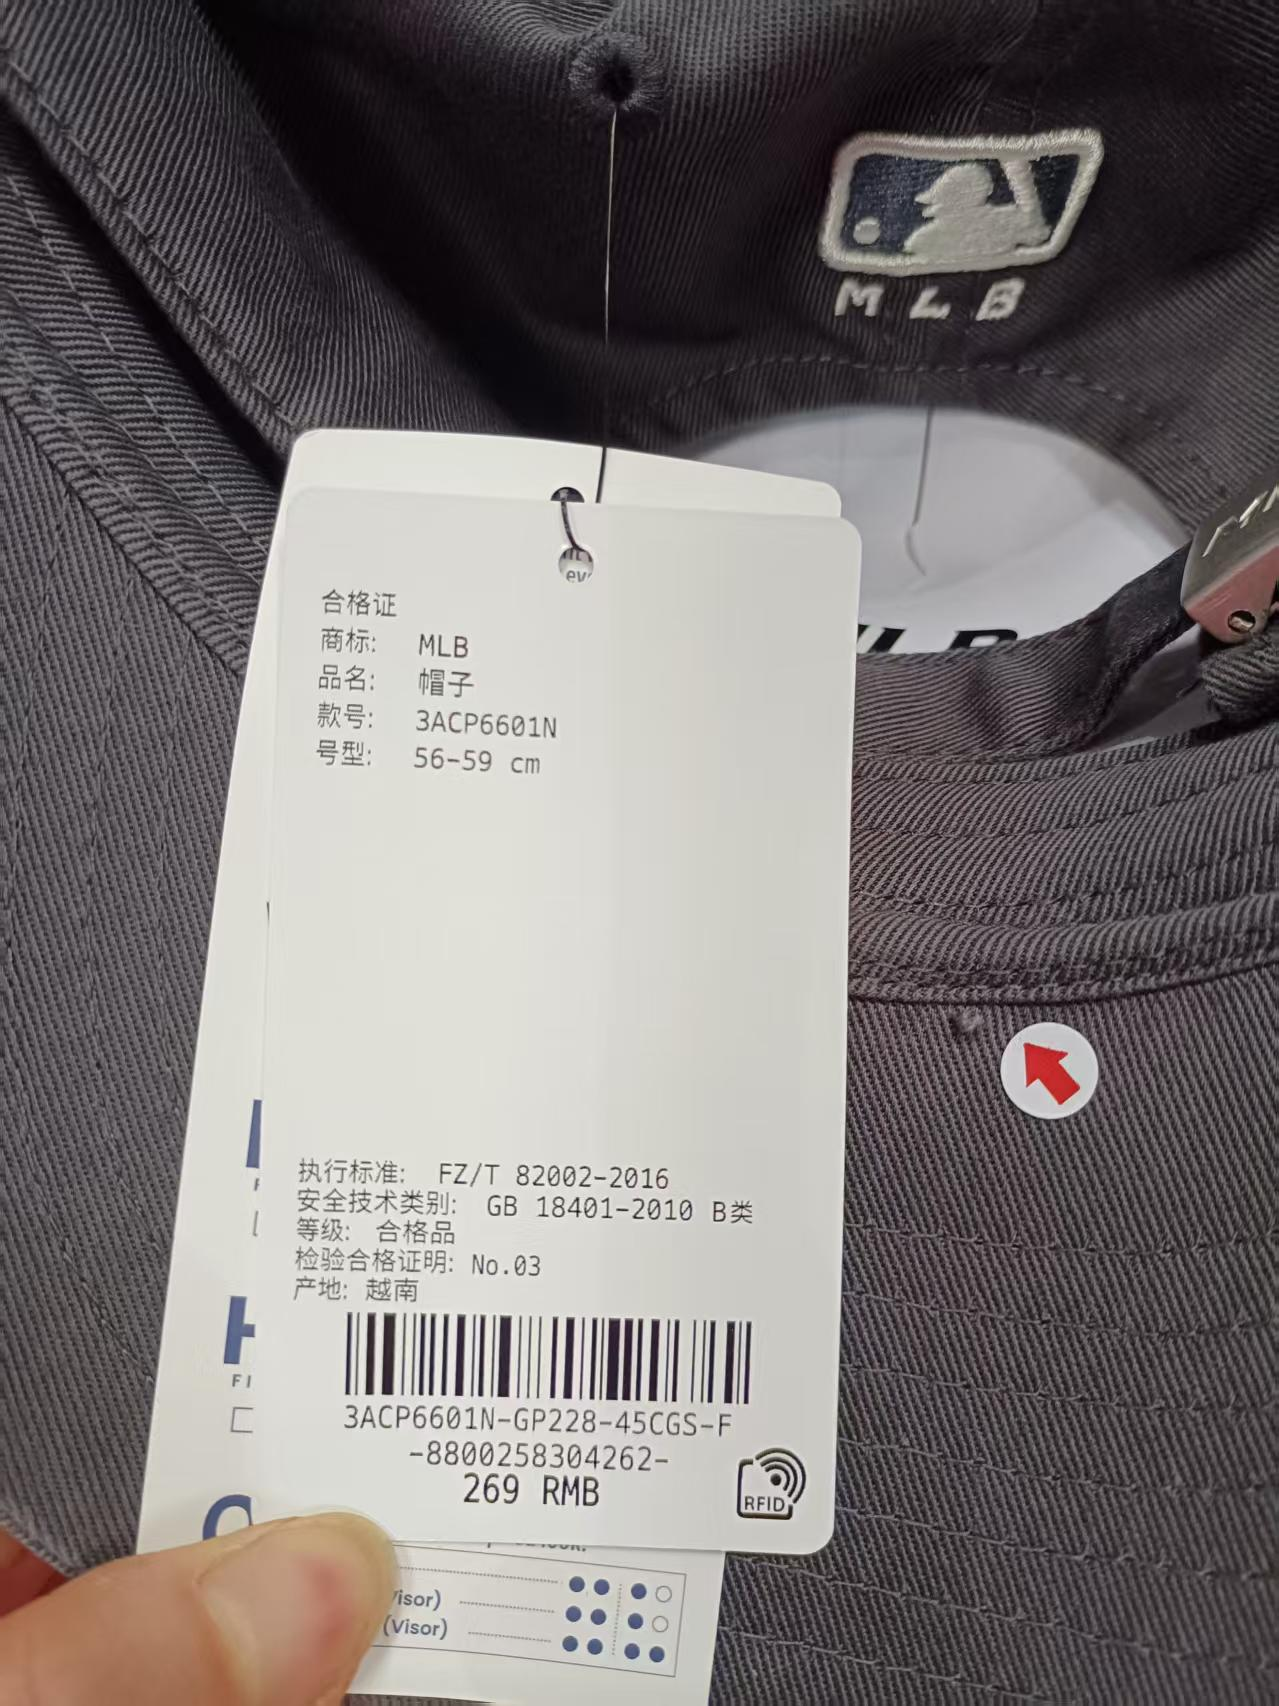 MLB
合格证
商标: MLB
品名: 帽子
款号: 3ACP6601N
号型: 56-59 cm
执行标准: FZ/T 82002-2016
安全技术类别: GB 18401-2010 B类
等级: 合格品
检验合格证明: No.03
产地: 越南
3ACP6601N-GP228-45CGS-F
-8800258304262-
269 RMB
RFID
(Visor)